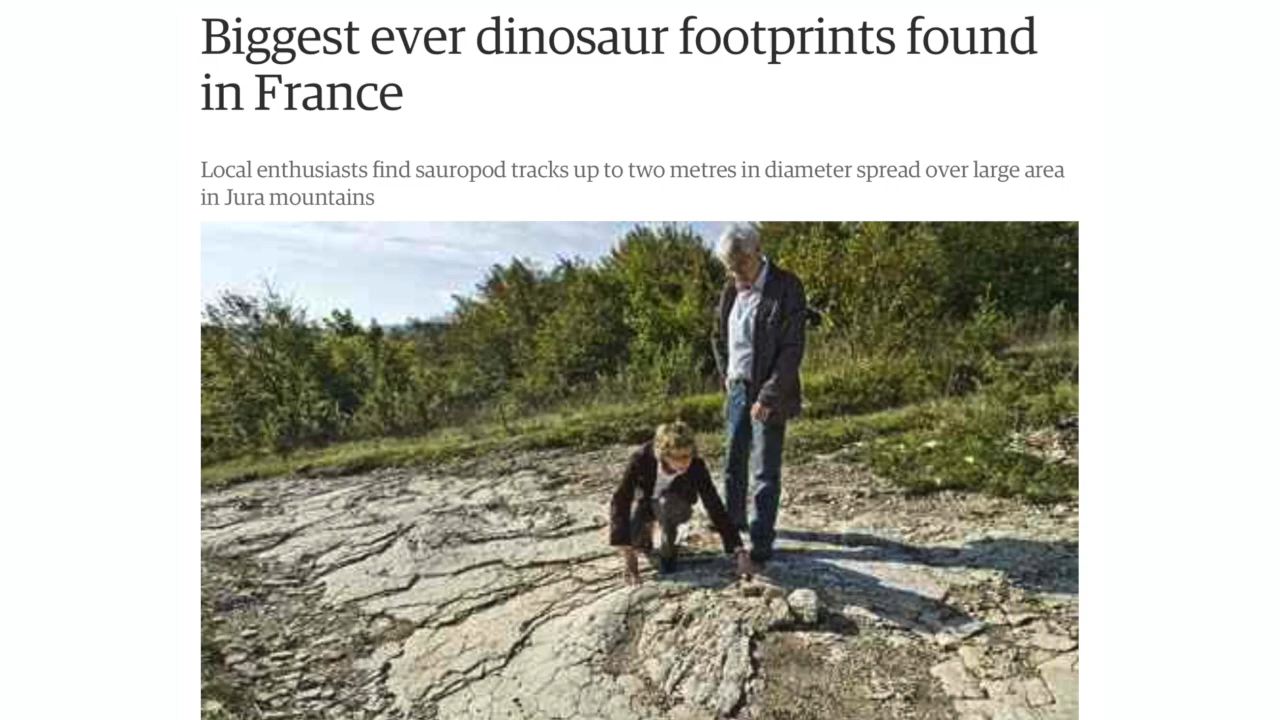 Biggest ever dinosaur footprints found
in France
Local enthusiasts find sauropod tracks up to two metres in diameter spread over large area
in Jura mountains